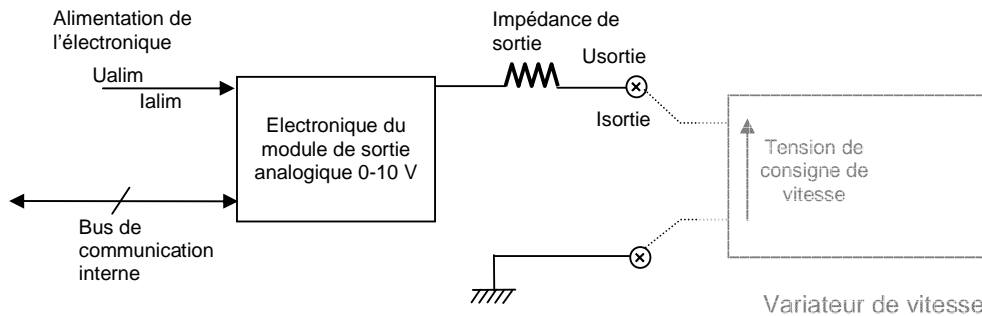 Alimentation de
l'électronique
Ualim
Ialim
Electronique du
module de sortie
analogique 0-10 V
Bus de
communication
interne
Impédance de
sortie
Usortie
Isortie
Tension de
consigne de
vitesse
Variateur de vitesse